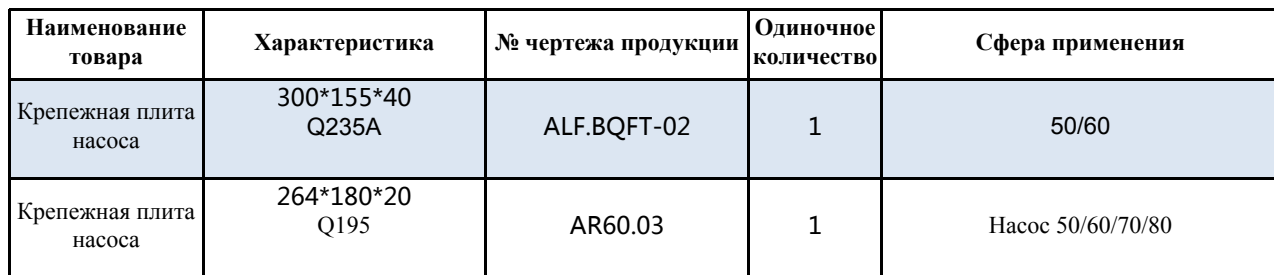 Наименование товара
Характеристика
№ чертежа продукции
Одиночное количество
Сфера применения
Крепежная плита насоса
300*155*40
Q235A
ALF.BQFT-02
1
50/60
Крепежная плита насоса
264*180*20
Q195
AR60.03
1
Насос 50/60/70/80